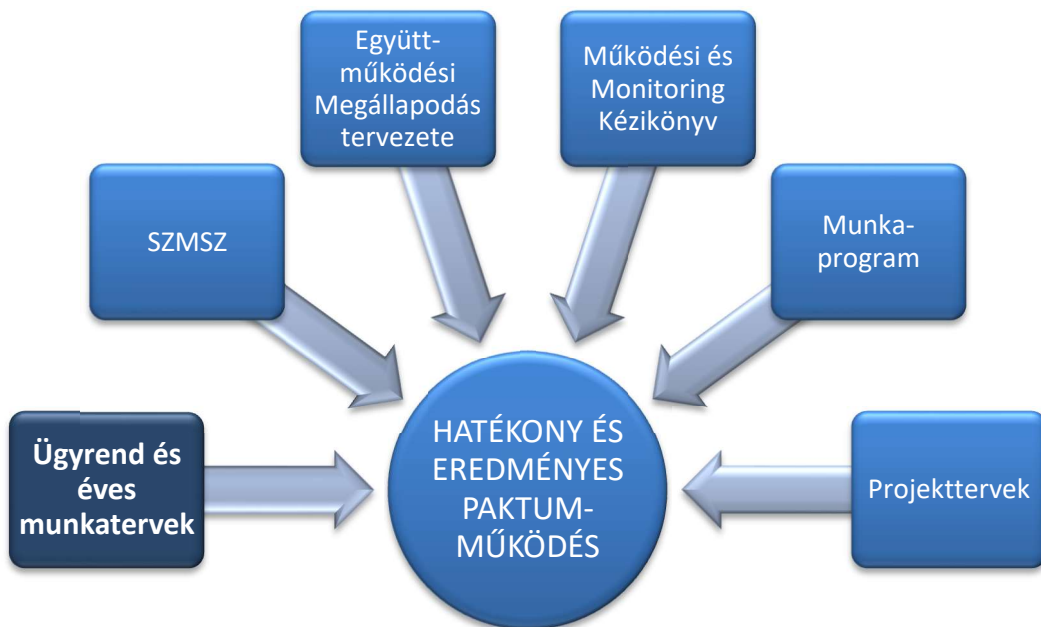 Együtt-
működési
Megállapodás
tervezete
Működési és
Monitoring
Kézikönyv
SZMSZ
Munka-
program
Ügyrend és
éves
munkatervek
HATÉKONY ÉS
EREDMÉNYES
PAKTUM-
MŰKÖDÉS
Projekttervek